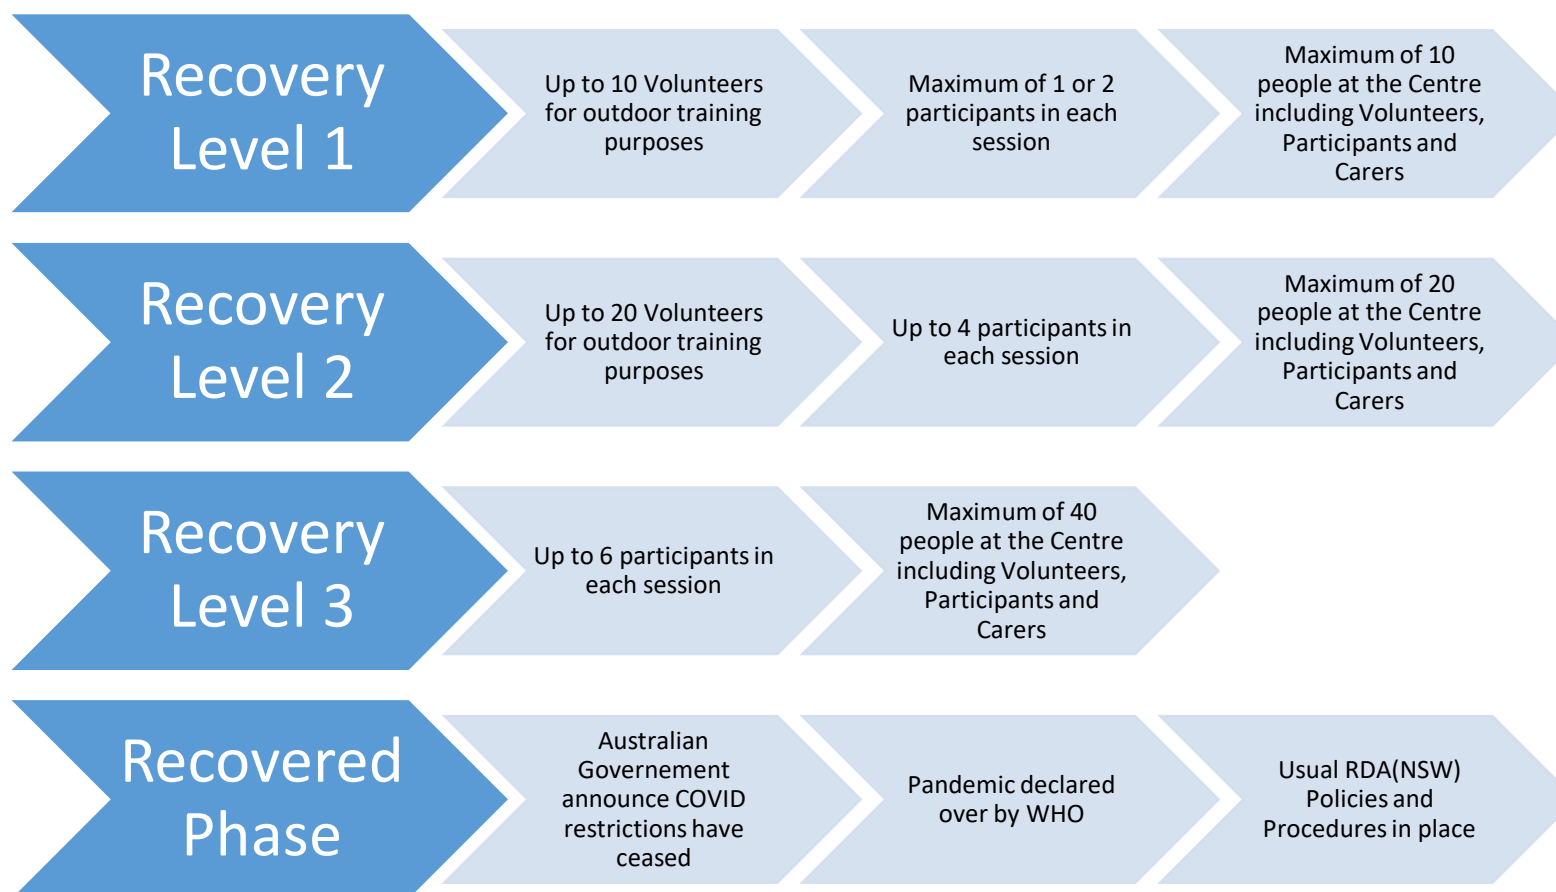 Recovery
Level 1
Up to 10 Volunteers
for outdoor training
purposes
Maximum of 1 or 2
participants in each
session
Maximum of 10
people at the Centre
including Volunteers,
Participants and
Carers
Recovery
Level 2
Up to 20 Volunteers
for outdoor training
purposes
Up to 4 participants in
each session
Maximum of 20
people at the Centre
including Volunteers,
Participants and
Carers
Recovery
Level 3
Up to 6 participants in
each session
Maximum of 40
people at the Centre
including Volunteers,
Participants and
Carers
Recovered
Phase
Australian
Governement
announce COVID
restrictions have
ceased
Pandemic declared
over by WHO
Usual RDA(NSW)
Policies and
Procedures in place